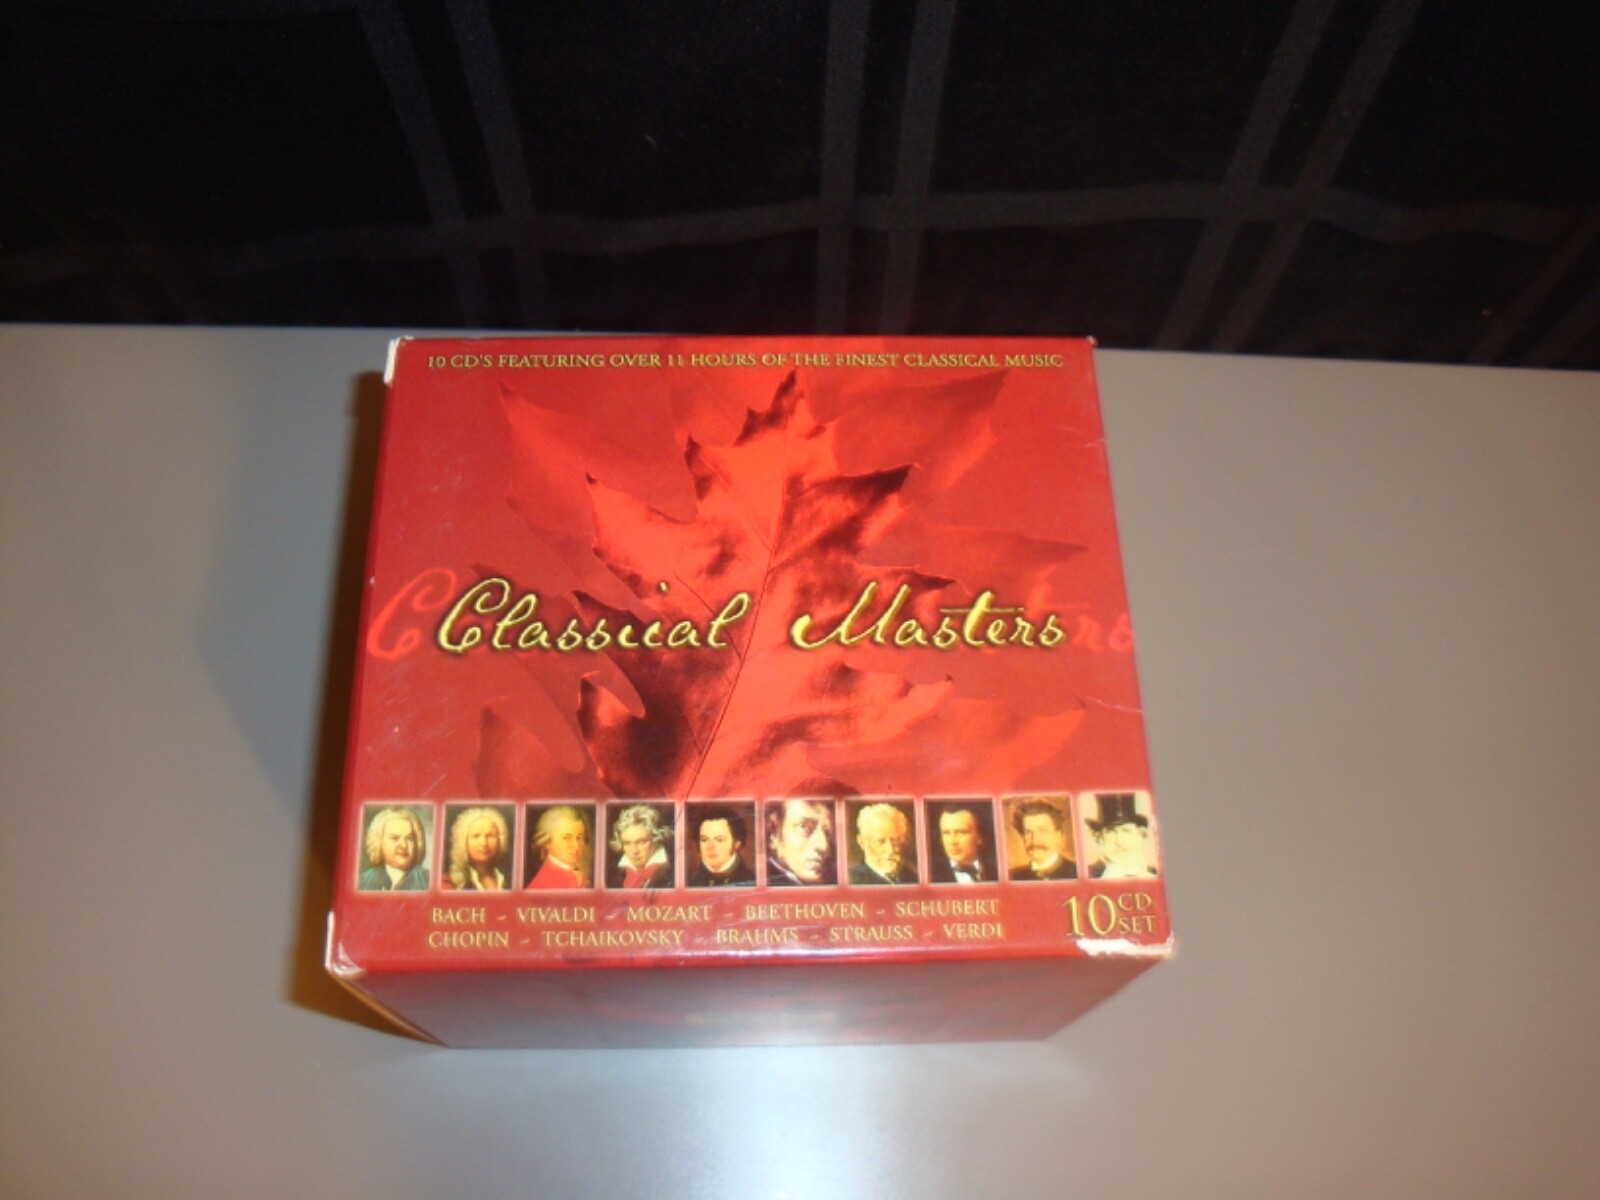 10 CD'S FEATURING OVER 11 HOURS OF THE FINEST CLASSICAL MUSIC
Classical Masters
BACH - VIVALDI - MOZART - BEETHOVEN - SCHUBERT
CHOPIN - TCHAIKOVSKY - BRAHMS - STRAUSS - VERDI
10 CD SET